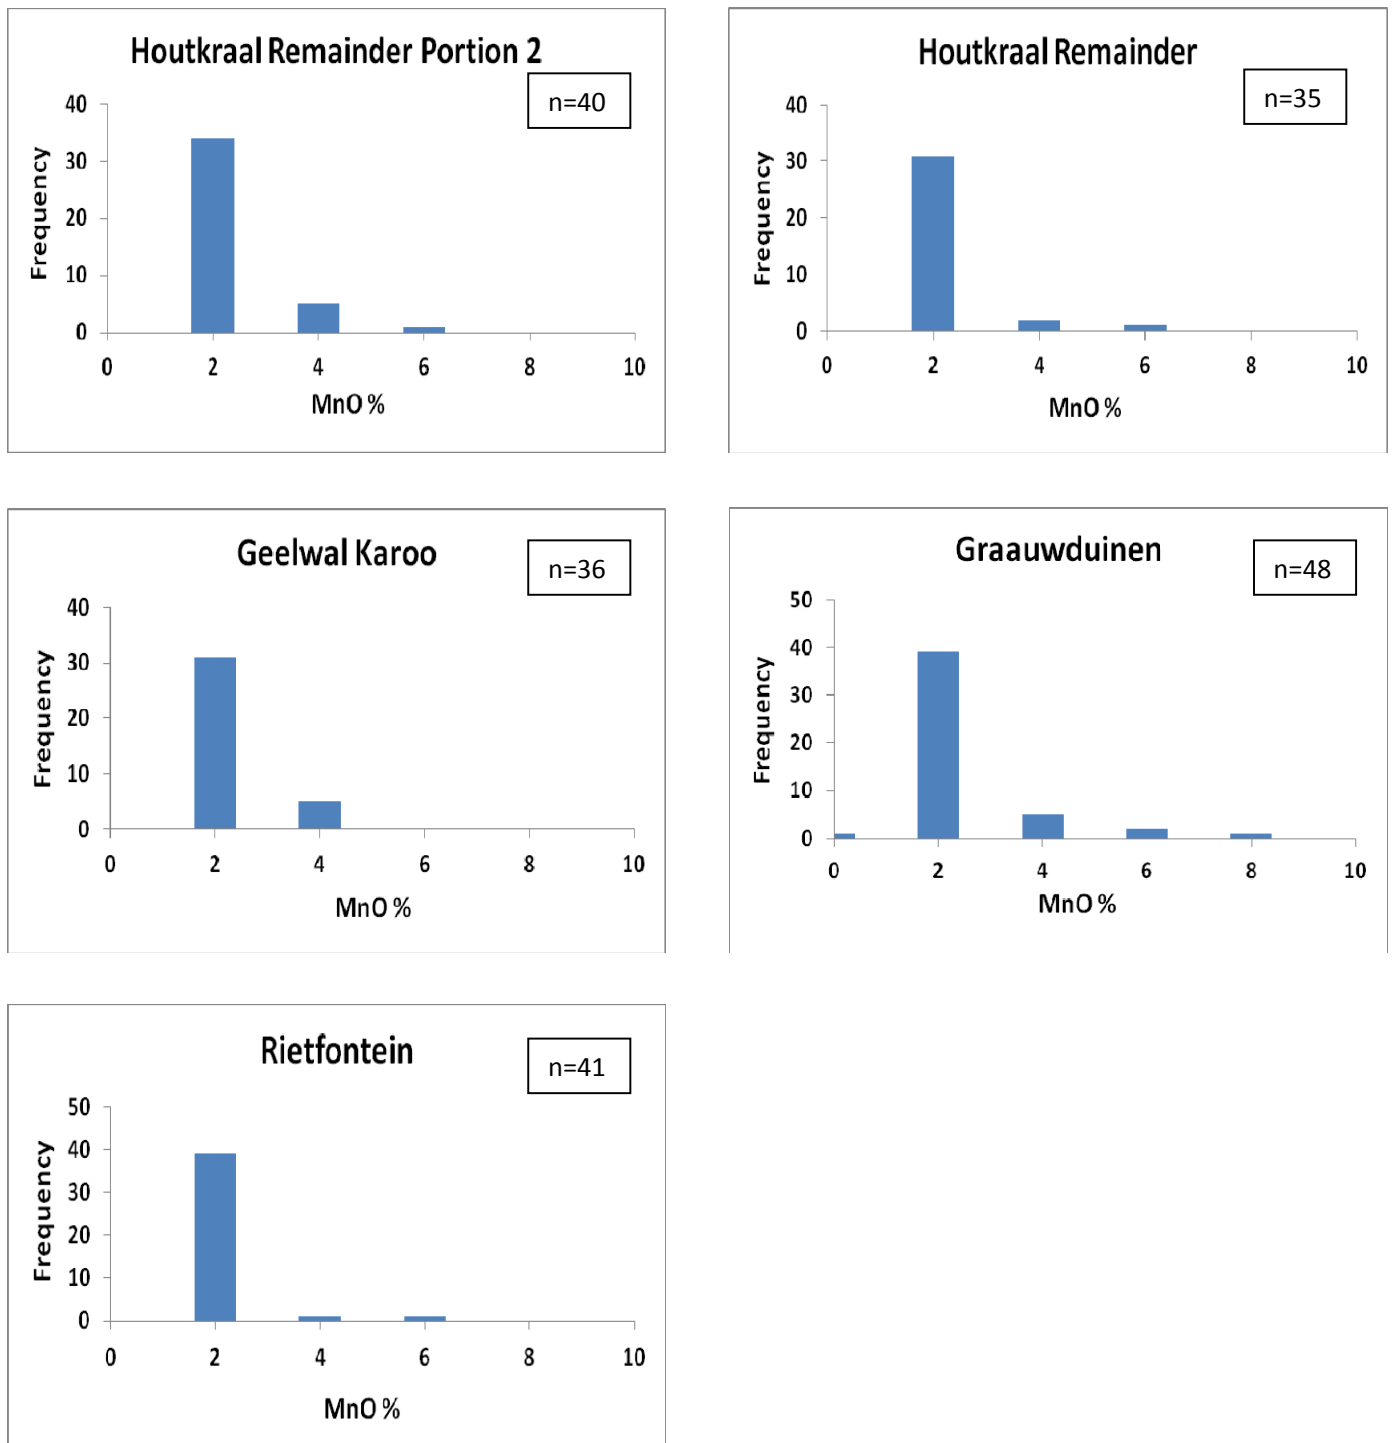 Houtkraal Remainder Portion 2
n=40
40
30
20
10
0
Frequency
0 2 4 6 8 10
MnO %
Houtkraal Remainder
n=35
40
30
20
10
0
Frequency
0 2 4 6 8 10
MnO %
Geelwal Karoo
n=36
40
30
20
10
0
Frequency
0 2 4 6 8 10
MnO %
Graauwduinen
n=48
50
40
30
20
10
0
Frequency
0 2 4 6 8 10
MnO %
Rietfontein
n=41
50
40
30
20
10
0
Frequency
0 2 4 6 8 10
MnO %